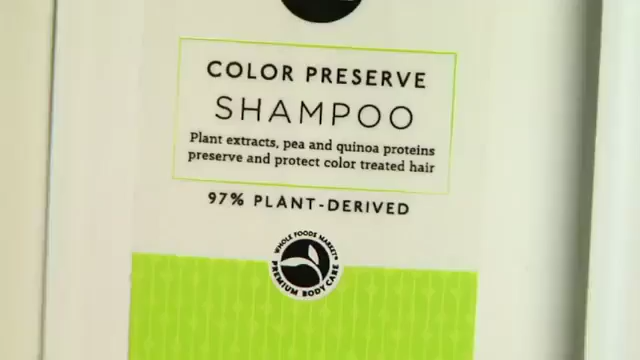 COLOR PRESERVE
SHAMPOO
Plant extracts, pea and quinoa proteins
preserve and protect color treated hair
97% PLANT-DERIVED
WHOLE FOODS MARKET®
PREMIUM BODY CARE